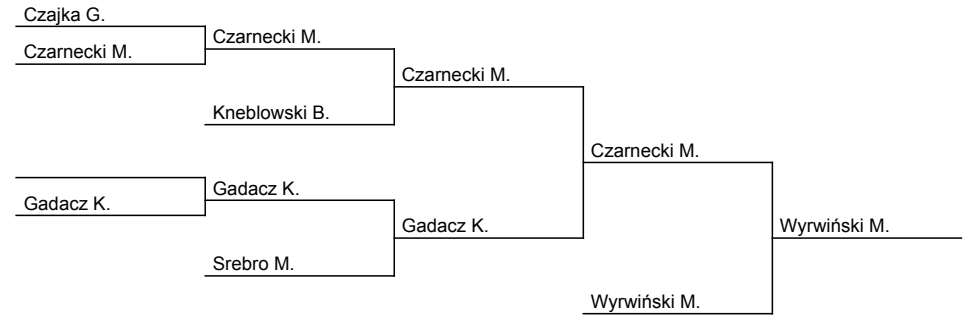 Czajka G.
Czarnecki M.
Czarnecki M.
Czarnecki M.
Kneblowski B.
Czarnecki M.
Gadacz K.
Gadacz K.
Gadacz K.
Wyrwiński M.
Srebro M.
Wyrwiński M.